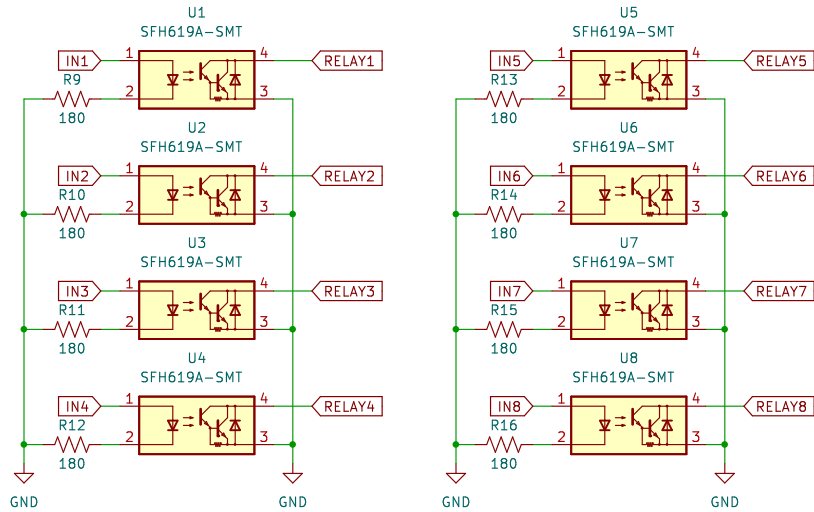 U1
SFH619A-SMT
IN1
1
4
RELAY1
R9
2
3
180
U2
SFH619A-SMT
IN2
1
4
RELAY2
R10
2
3
180
U3
SFH619A-SMT
IN3
1
4
RELAY3
R11
2
3
180
U4
SFH619A-SMT
IN4
1
4
RELAY4
R12
2
3
180
GND
GND
U5
SFH619A-SMT
IN5
1
4
RELAY5
R13
2
3
180
U6
SFH619A-SMT
IN6
1
4
RELAY6
R14
2
3
180
U7
SFH619A-SMT
IN7
1
4
RELAY7
R15
2
3
180
U8
SFH619A-SMT
IN8
1
4
RELAY8
R16
2
3
180
GND
GND